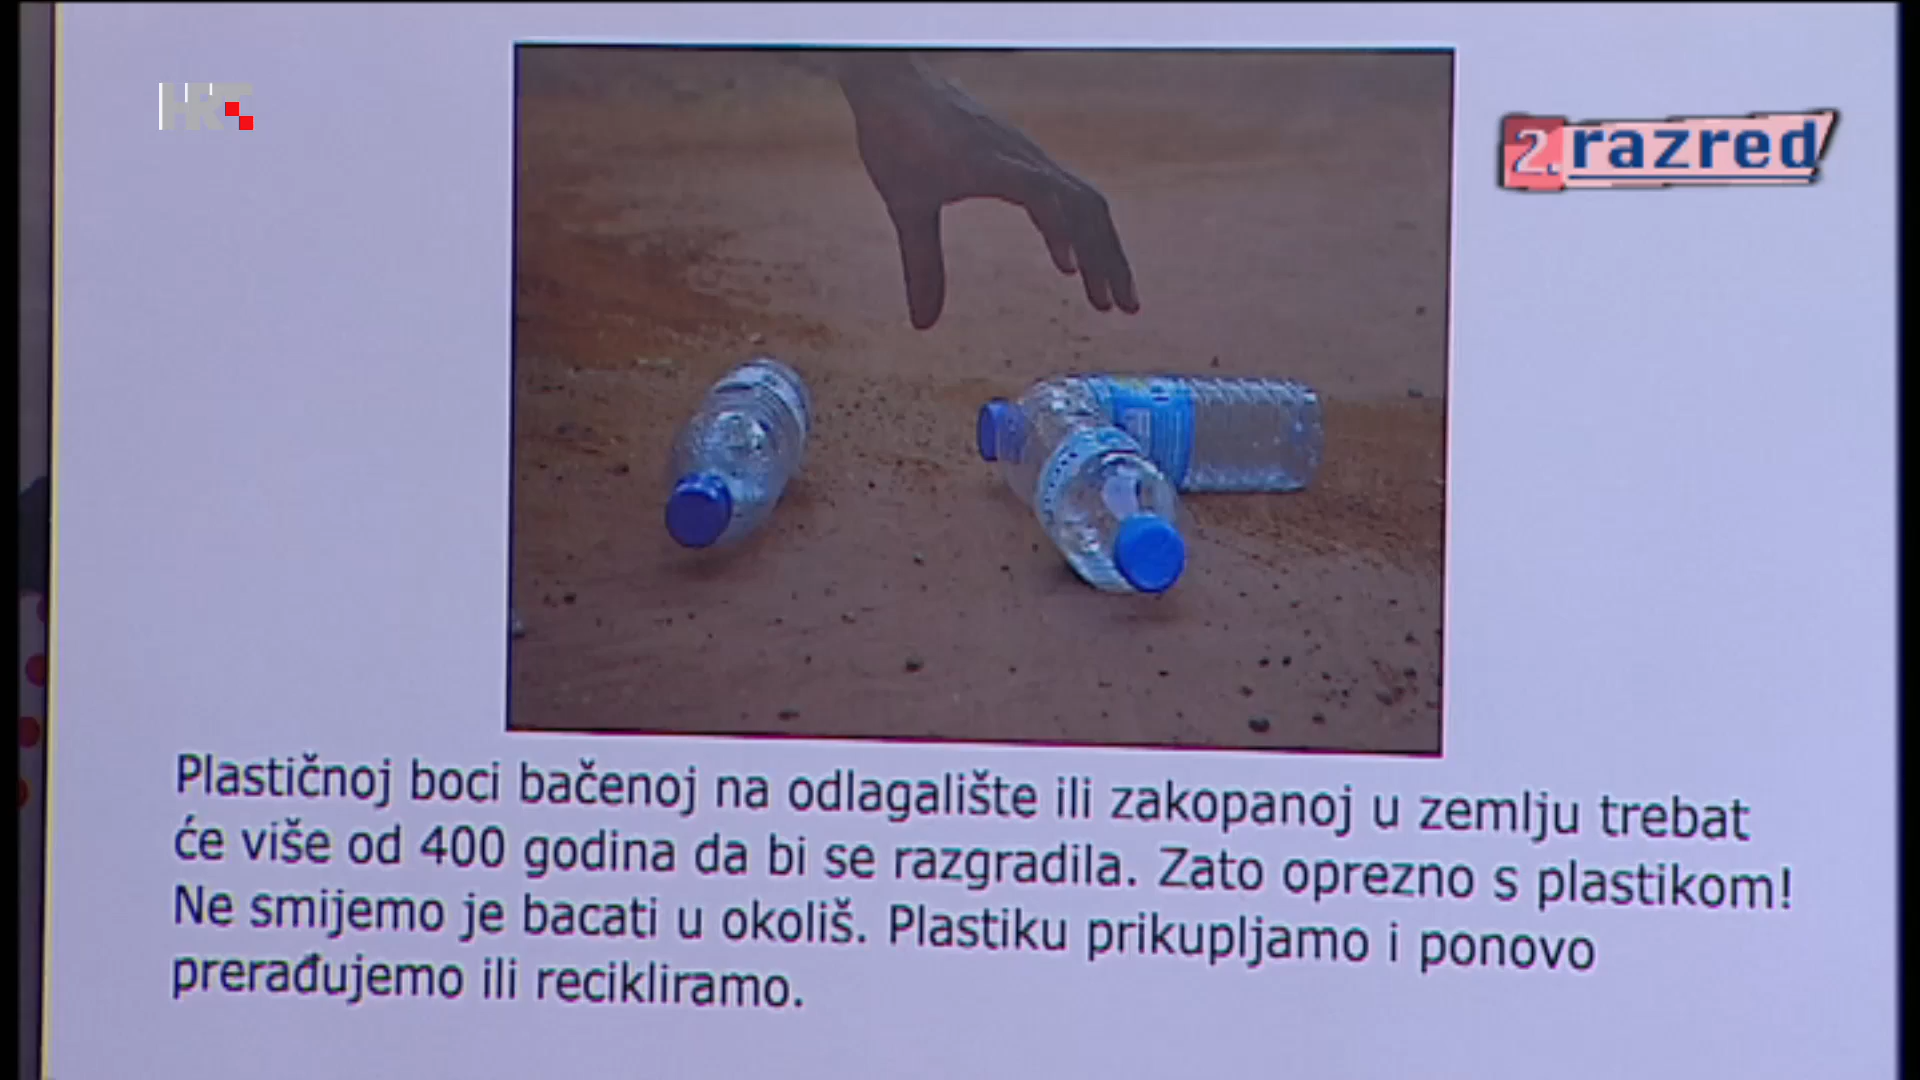 HRT
2. razred
Plastičnoj boci bačenoj na odlagalište ili zakopanoj u zemlju trebat
će više od 400 godina da bi se razgradila. Zato oprezno s plastikom!
Ne smijemo je bacati u okoliš. Plastiku prikupljamo i ponovo
prerađujemo ili recikliramo.